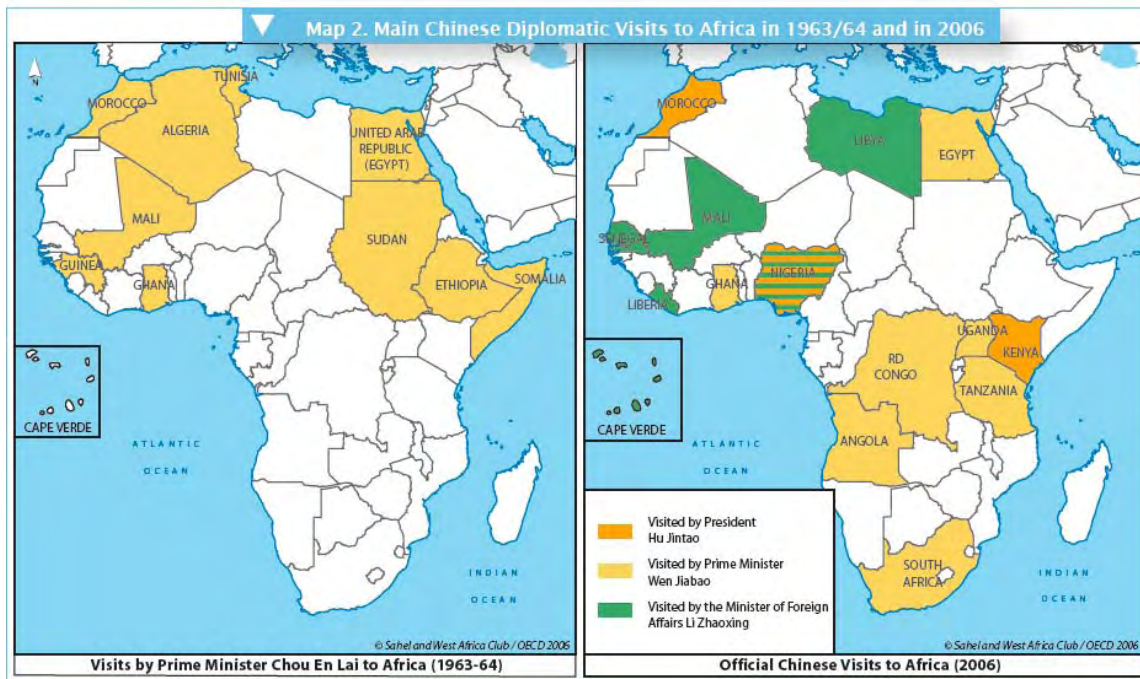 Map 2. Main Chinese Diplomatic Visits to Africa in 1963/64 and in 2006
N
TUNISIA
MOROCCO
ALGERIA
UNITED ARAB
REPUBLIC
(EGYPT)
MALI
SUDAN
GUINEA
GHANA
ETHIOPIA
SOMALIA
CAPE VERDE
ATLANTIC
OCEAN
INDIAN
OCEAN
© Sahel and West Africa Club / OECD 2006
Visits by Prime Minister Chou En Lai to Africa (1963-64)
MOROCCO
LIBYA
EGYPT
MALI
SENEGAL
NIGERIA
GHANA
LIBERIA
UGANDA
KENYA
RD
CONGO
TANZANIA
CAPE VERDE
ANGOLA
ATLANTIC
OCEAN
Visited by President
Hu Jintao
Visited by Prime Minister
Wen Jiabao
Visited by the Minister of Foreign
Affairs Li Zhaoxing
SOUTH
AFRICA
INDIAN
OCEAN
© Sahel and West Africa Club / OECD 2006
Official Chinese Visits to Africa (2006)